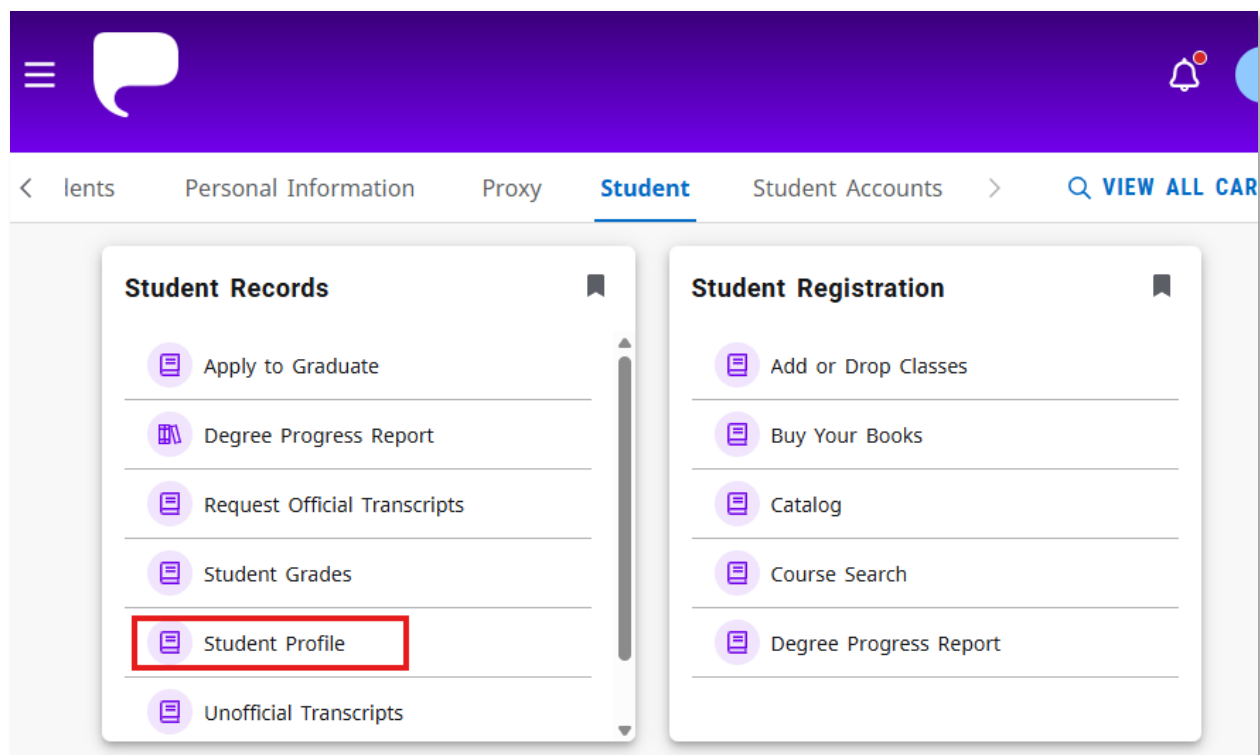 lents Personal Information Proxy Student Student Accounts VIEW ALL CAR
Student Records
Apply to Graduate
Degree Progress Report
Request Official Transcripts
Student Grades
Student Profile
Unofficial Transcripts
Student Registration
Add or Drop Classes
Buy Your Books
Catalog
Course Search
Degree Progress Report